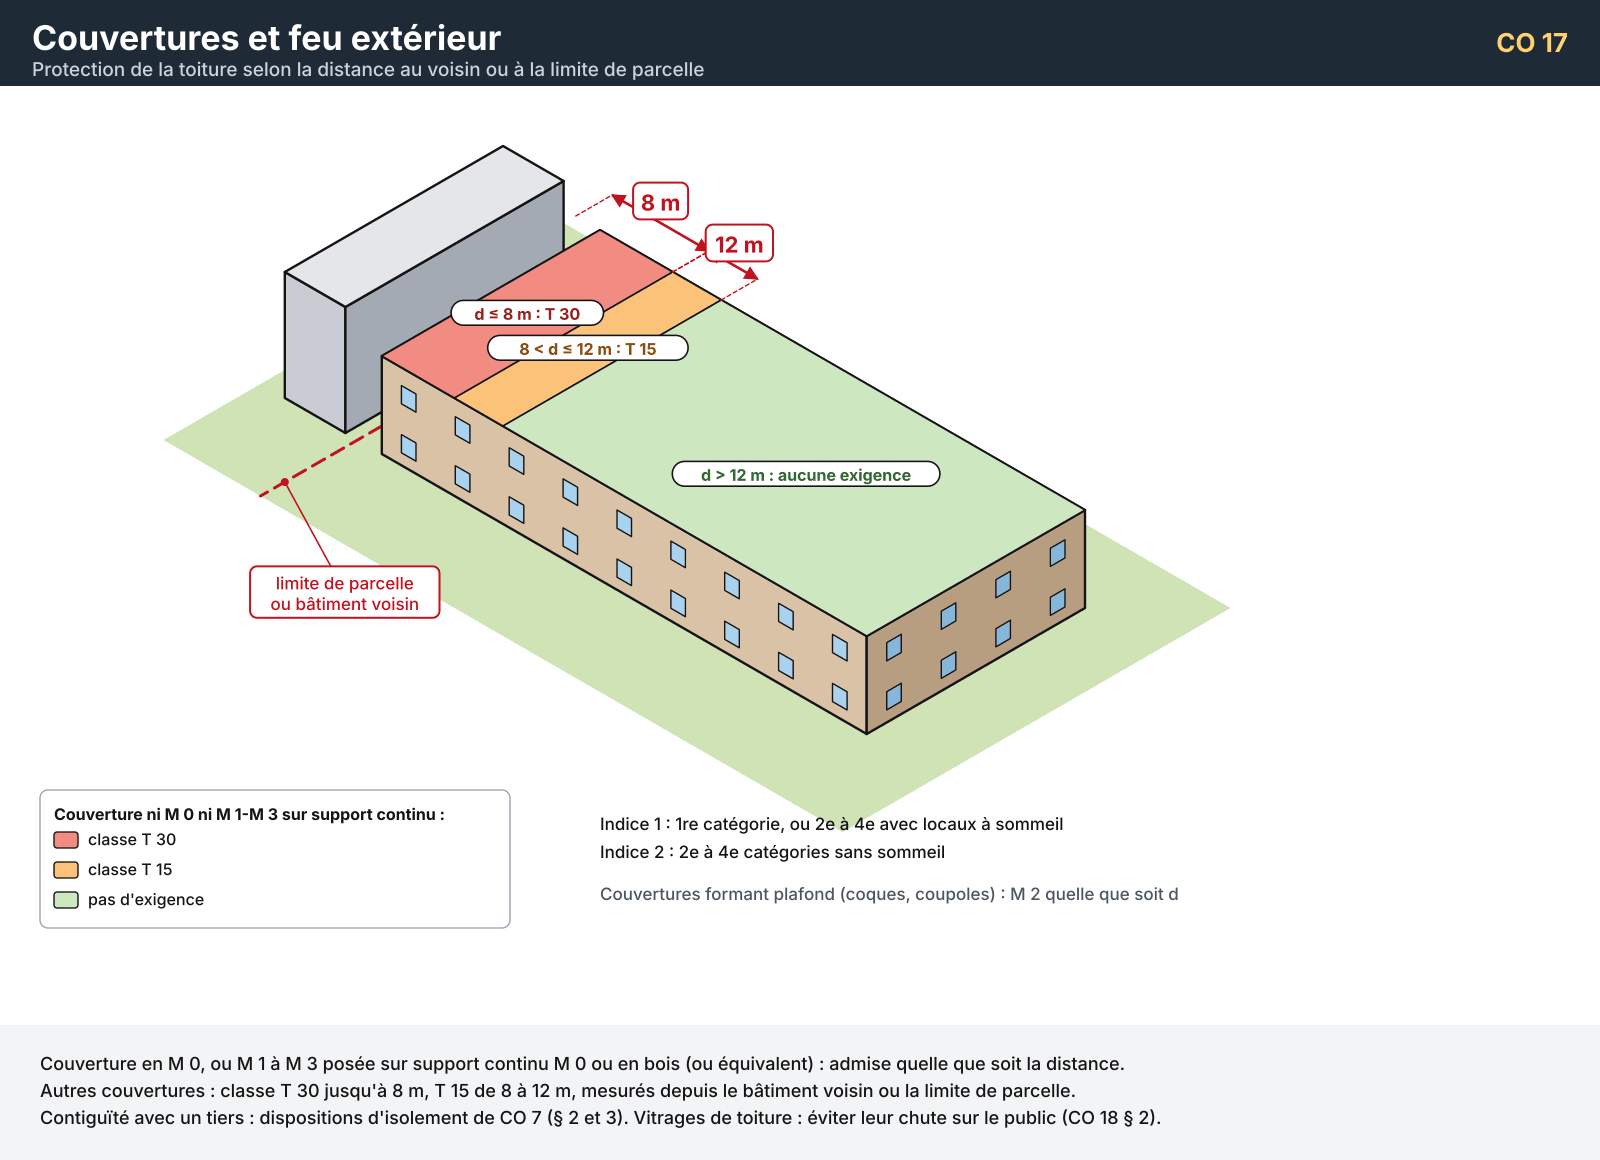 Couvertures et feu extérieur
CO 17
Protection de la toiture selon la distance au voisin ou à la limite de parcelle
8 m
12 m
d ≤ 8 m : T 30
8 < d ≤ 12 m : T 15
d > 12 m : aucune exigence
limite de parcelle
ou bâtiment voisin
Couverture ni M 0 ni M 1-M 3 sur support continu :
classe T 30
classe T 15
pas d'exigence
Indice 1 : 1re catégorie, ou 2e à 4e avec locaux à sommeil
Indice 2 : 2e à 4e catégories sans sommeil
Couvertures formant plafond (coques, coupoles) : M 2 quelle que soit d
Couverture en M 0, ou M 1 à M 3 posée sur support continu M 0 ou en bois (ou équivalent) : admise quelle que soit la distance.
Autres couvertures : classe T 30 jusqu'à 8 m, T 15 de 8 à 12 m, mesurés depuis le bâtiment voisin ou la limite de parcelle.
Contiguïté avec un tiers : dispositions d'isolement de CO 7 (§ 2 et 3). Vitrages de toiture : éviter leur chute sur le public (CO 18 § 2).